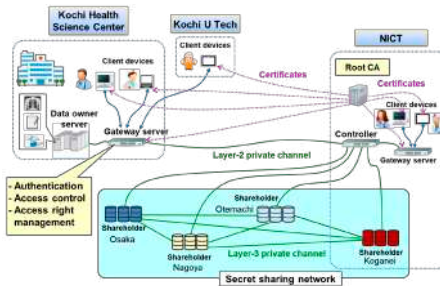 Kochi Health
Science Center
Client devices
Data owner
server
Gateway server
Kochi U Tech
Client devices
Certificates
NICT
Root CA
Certificates
Client devices
Controller
Gateway server
Layer-2 private channel
- Authentication
- Access control
- Access right
management
Shareholder
Osaka
Shareholder
Otemachi
Shareholder
Nagoya
Layer-3 private channel
Shareholder
Koganei
Secret sharing network